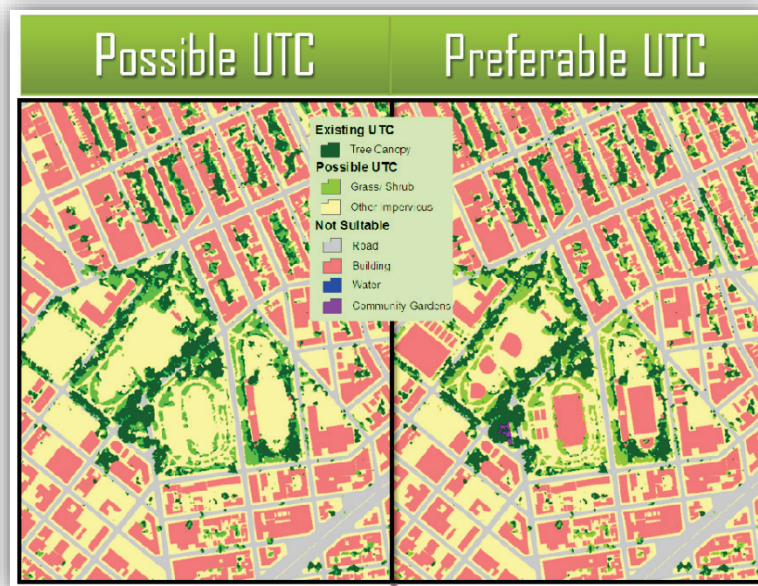 Possible UTC
Preferable UTC
Existing UTC
Tree Canopy
Possible UTC
Grass/ Shrub
Other Impervious
Not Suitable
Road
Building
Water
Community Gardens